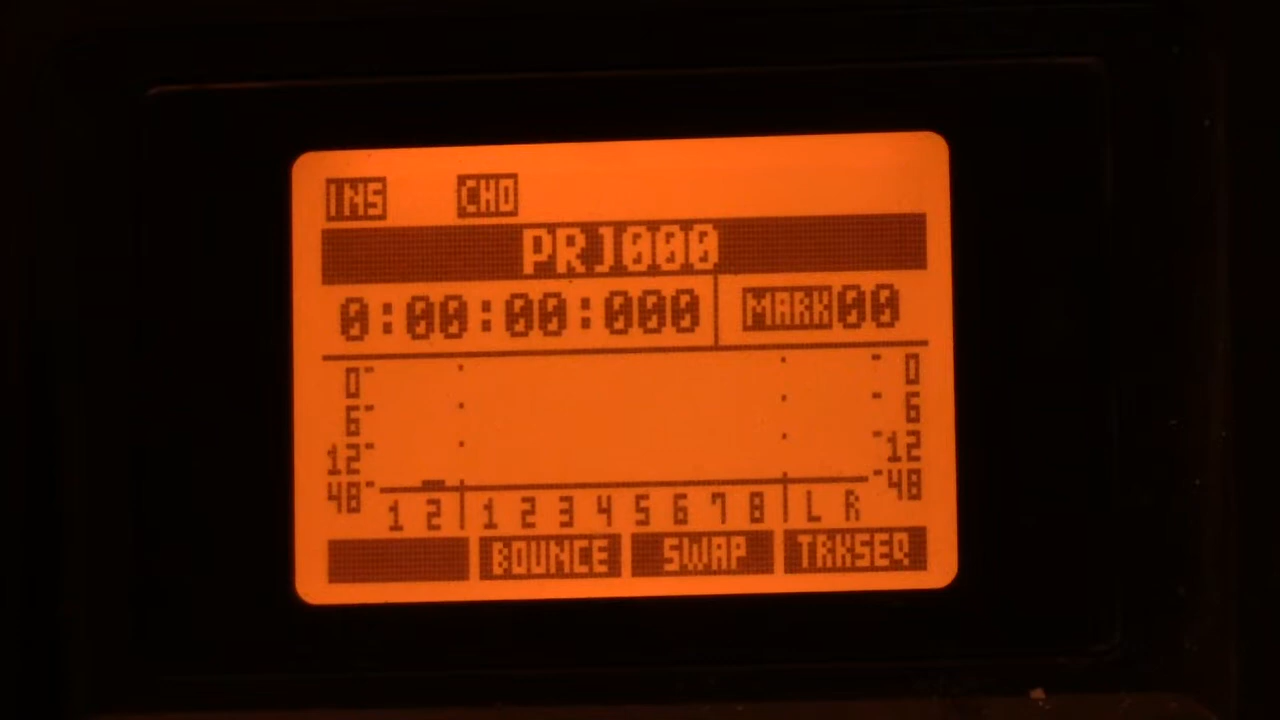 INS CHO
PRJ000
0:00:00:000 MARK00
0 0
6 6
12 12
48 48
1 2 1 2 3 4 5 6 7 8 L R
BOUNCE SWAP TRKSEQ